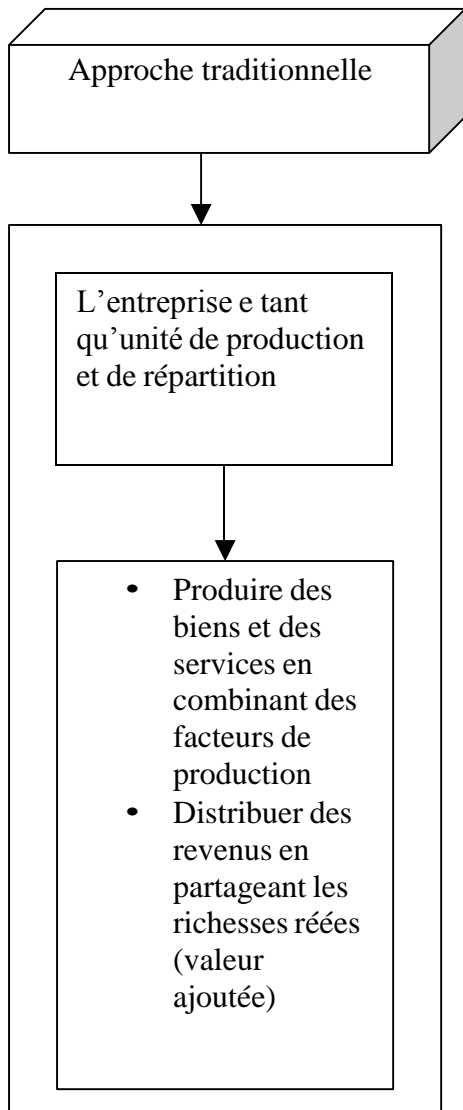 Approche traditionnelle
L’entreprise e tant
qu’unité de production
et de répartition
• Produire des
biens et des
services en
combinant des
facteurs de
production
• Distribuer des
revenus en
partageant les
richesses réées
(valeur
ajoutée)